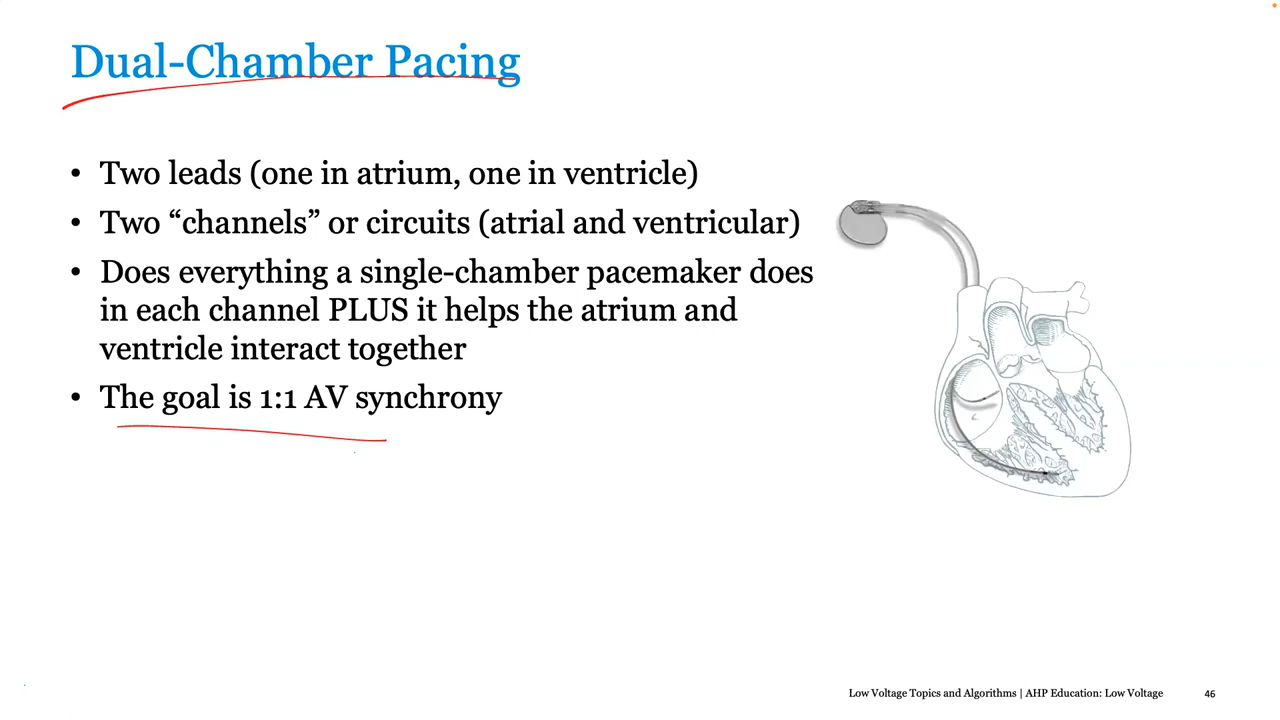 Dual-Chamber Pacing
• Two leads (one in atrium, one in ventricle)
• Two “channels” or circuits (atrial and ventricular)
• Does everything a single-chamber pacemaker does
in each channel PLUS it helps the atrium and
ventricle interact together
• The goal is 1:1 AV synchrony
Low Voltage Topics and Algorithms | AHP Education: Low Voltage 46